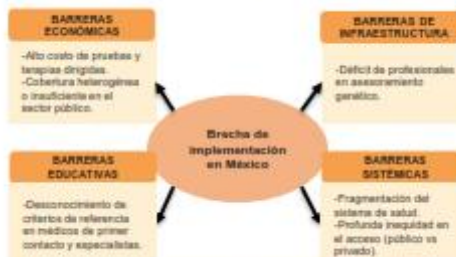 BARRERAS
ECONÓMICAS
-Alto costo de pruebas y
terapias dirigidas.
-Cobertura heterogénea
o insuficiente en el
sector público.
BARRERAS DE
INFRAESTRUCTURA
-Déficit de profesionales
en asesoramiento
genético.
Brecha de
implementación
en México
BARRERAS
EDUCATIVAS
-Desconocimiento de
criterios de referencia
en médicos de primer
contacto y especialistas.
BARRERAS
SISTÉMICAS
-Fragmentación del
sistema de salud.
-Profunda inequidad en
el acceso (público vs
privado).